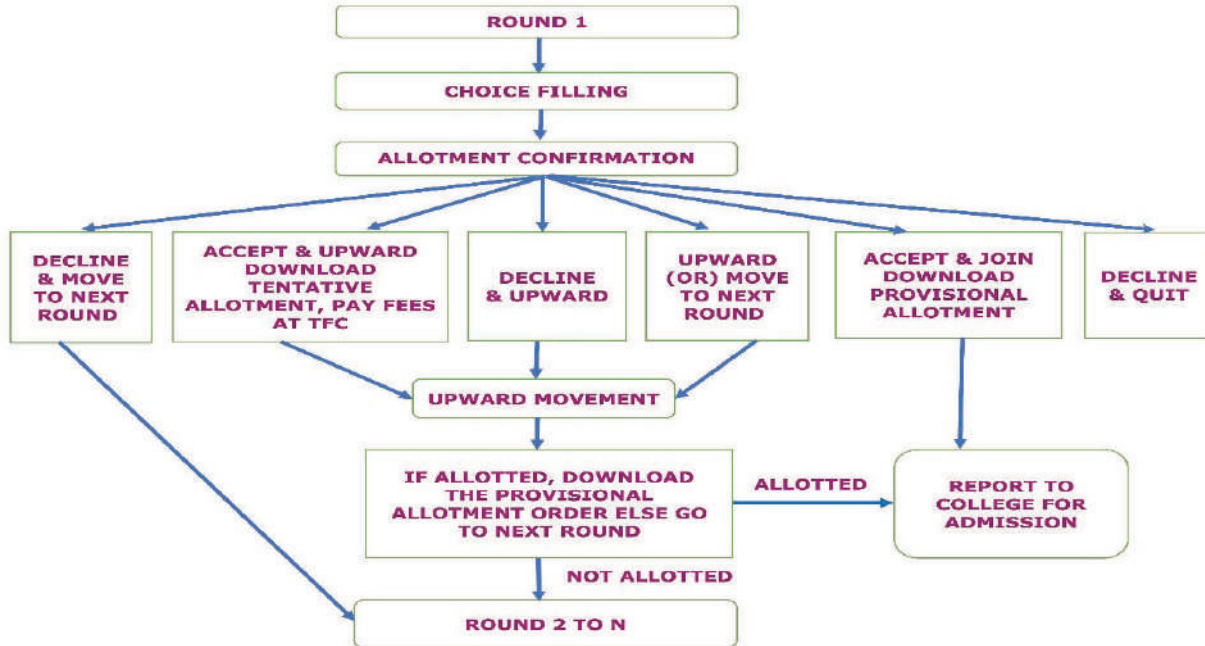 ROUND 1
CHOICE FILLING
ALLOTMENT CONFIRMATION
DECLINE
& MOVE
TO NEXT
ROUND
ACCEPT & UPWARD
DOWNLOAD
TENTATIVE
ALLOTMENT, PAY FEES
AT TFC
DECLINE
& UPWARD
UPWARD
(OR) MOVE
TO NEXT
ROUND
ACCEPT & JOIN
DOWNLOAD
PROVISIONAL
ALLOTMENT
DECLINE
& QUIT
UPWARD MOVEMENT
IF ALLOTTED, DOWNLOAD
THE PROVISIONAL
ALLOTMENT ORDER ELSE GO
TO NEXT ROUND
ALLOTTED
REPORT TO
COLLEGE FOR
ADMISSION
NOT ALLOTTED
ROUND 2 TO N